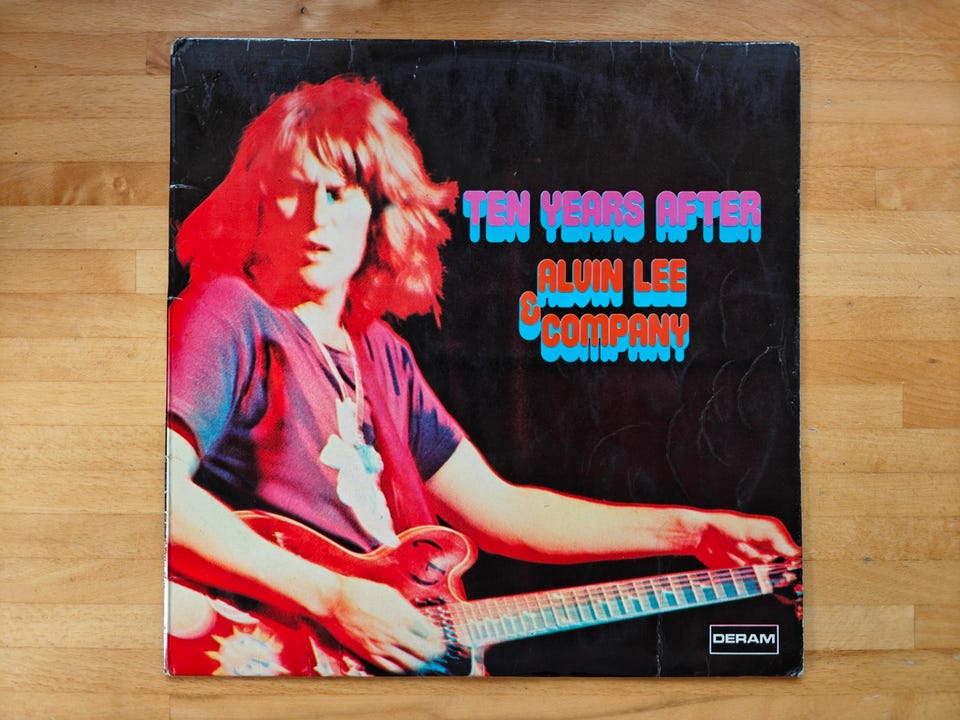 TEN YEARS AFTER
ALVIN LEE
& COMPANY
DERAM